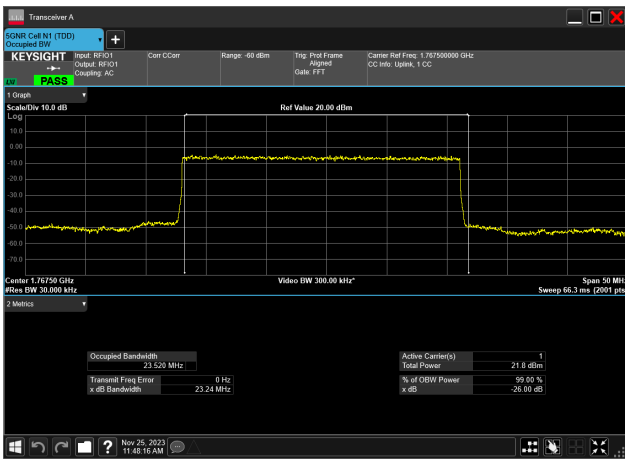 Transceiver A
5GNR Cell N1 (TDD)
Occupied BW
KEYSIGHT Input: RFIO1 Corr CCorr Range: -60 dBm Trig: Prot Frame Carrier Ref Freq: 1.767500000 GHz
Output: RFIO1 Aligned CC Info: Uplink, 1 CC
Coupling: AC Gate: FFT
PASS
1 Graph
Scale/Div 10.0 dB Ref Value 20.00 dBm
Log
10.0
0.00
-10.0
-20.0
-30.0
-40.0
-50.0
-60.0
-70.0
Center 1.76750 GHz Video BW 300.00 kHz* Span 50 MHz
#Res BW 30.000 kHz Sweep 66.3 ms (2001 pts
2 Metrics
Occupied Bandwidth Active Carrier(s) 1
23.520 MHz Total Power 21.8 dBm
Transmit Freq Error 0 Hz % of OBW Power 99.00 %
x dB Bandwidth 23.24 MHz x dB -26.00 dB
? Nov 25, 2023
11:48:16 AM